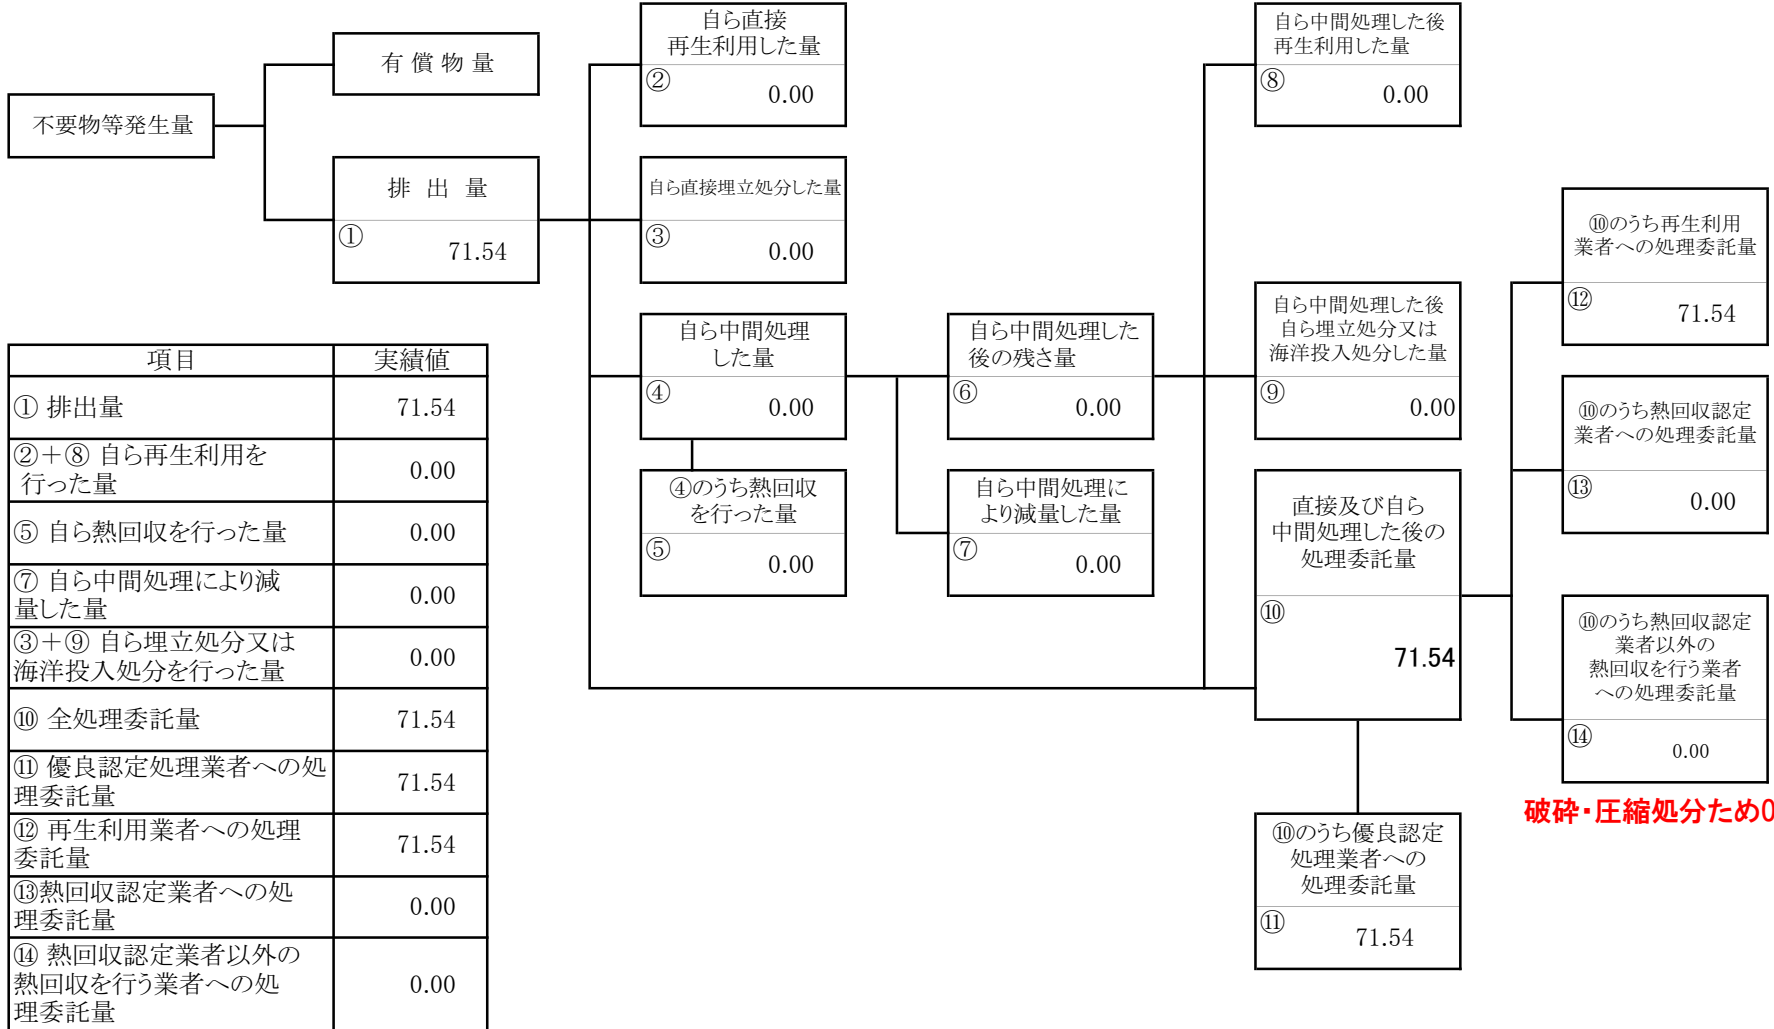 不要物等発生量
有 償 物 量
排 出 量
①
71.54
自ら直接
再生利用した量
②
0.00
自ら直接埋立処分した量
③
0.00
自ら中間処理
した量
④
0.00
④のうち熱回収
を行った量
⑤
0.00
自ら中間処理した
後の残さ量
⑥
0.00
自ら中間処理に
より減量した量
⑦
0.00
自ら中間処理した後
再生利用した量
⑧
0.00
自ら中間処理した後
自ら埋立処分又は
海洋投入処分した量
⑨
0.00
直接及び自ら
中間処理した後の
処理委託量
⑩
71.54
⑩のうち優良認定
処理業者への
処理委託量
⑪
71.54
⑩のうち再生利用
業者への処理委託量
⑫
71.54
⑩のうち熱回収認定
業者への処理委託量
⑬
0.00
⑩のうち熱回収認定
業者以外の
熱回収を行う業者
への処理委託量
⑭
0.00
破砕・圧縮処分ため0
項目 実績値
① 排出量 71.54
②+⑧ 自ら再生利用を
行った量 0.00
⑤ 自ら熱回収を行った量 0.00
⑦ 自ら中間処理により減
量した量 0.00
③+⑨ 自ら埋立処分又は
海洋投入処分を行った量 0.00
⑩ 全処理委託量 71.54
⑪ 優良認定処理業者への処
理委託量 71.54
⑫ 再生利用業者への処理
委託量 71.54
⑬熱回収認定業者への処
理委託量 0.00
⑭ 熱回収認定業者以外の
熱回収を行う業者への処
理委託量 0.00